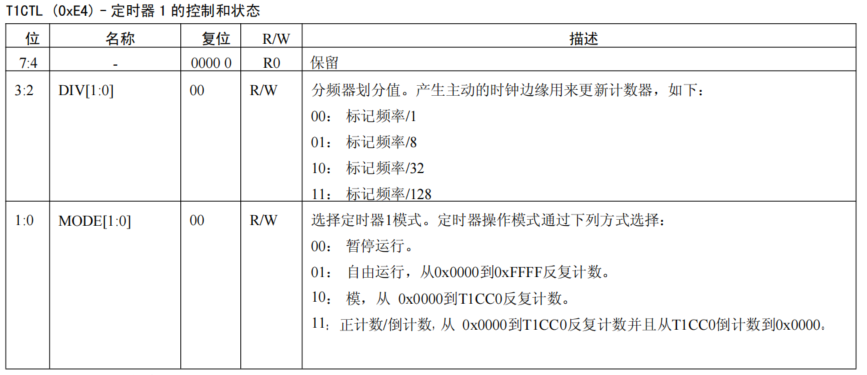 T1CTL (0xE4) - 定时器 1 的控制和状态
位 名称 复位 R/W 描述
7:4 - 0000 0 R0 保留
3:2 DIV[1:0] 00 R/W 分频器划分值。产生主动的时钟边缘用来更新计数器，如下：
00： 标记频率/1
01： 标记频率/8
10： 标记频率/32
11： 标记频率/128
1:0 MODE[1:0] 00 R/W 选择定时器1模式。定时器操作模式通过下列方式选择：
00： 暂停运行。
01： 自由运行，从0x0000到0xFFFF反复计数。
10： 模，从 0x0000到T1CC0反复计数。
11：正计数/倒计数，从 0x0000到T1CC0反复计数并且从T1CC0倒计数到0x0000。